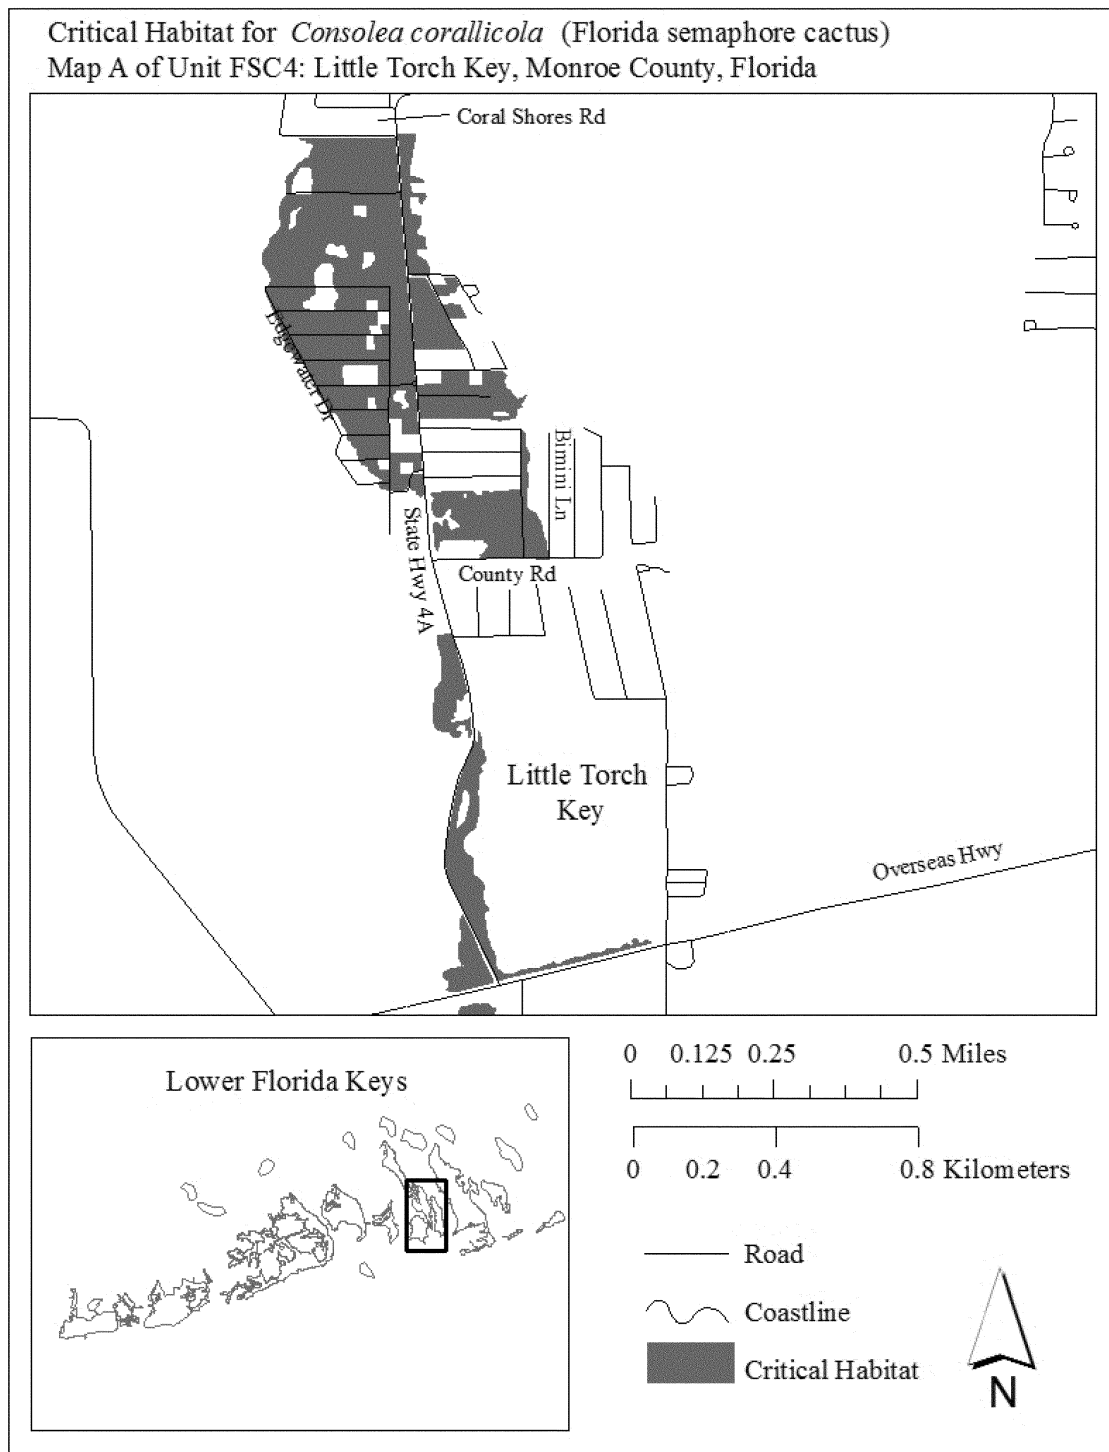 Critical Habitat for Consolea corallicola (Florida semaphore cactus)
Map A of Unit FSC4: Little Torch Key, Monroe County, Florida
Coral Shores Rd
Edgewater Dr
Bimini Ln
State Hwy 4A
County Rd
Little Torch
Key
Overseas Hwy
Lower Florida Keys
0 0.125 0.25 0.5 Miles
0 0.2 0.4 0.8 Kilometers
Road
Coastline
Critical Habitat
N